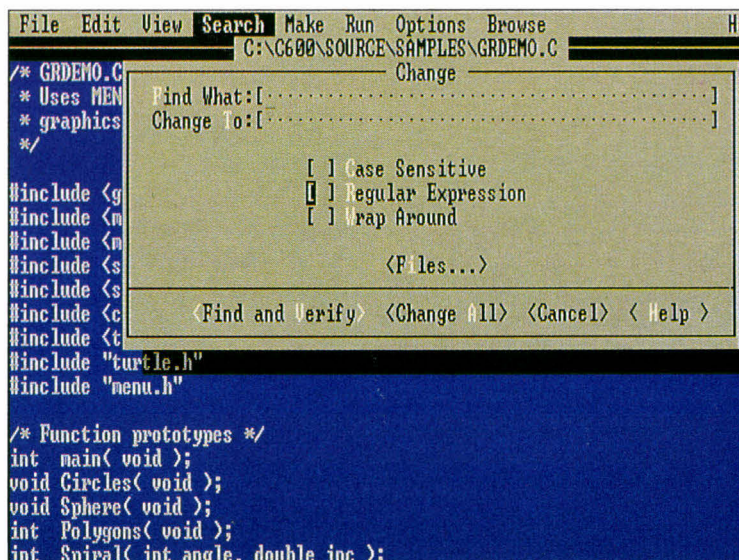 File Edit View Search Make Run Options Browse H
C:\C600\SOURCE\SAMPLES\GRDEMO.C
/* GRDEMO.C
* Uses MEN
* graphics
*/
Change
Find What:[ ]
Change To:[ ]
[ ] Case Sensitive
[ ] Regular Expression
[ ] Wrap Around
<Files...>
<Find and Verify> <Change All> <Cancel> < Help >
#include <g
#include <m
#include <m
#include <s
#include <s
#include <c
#include <t
#include "turtle.h"
#include "menu.h"
/* Function prototypes */
int main( void );
void Circles( void );
void Sphere( void );
int Polygons( void );
int Spiral( int angle, double inc );